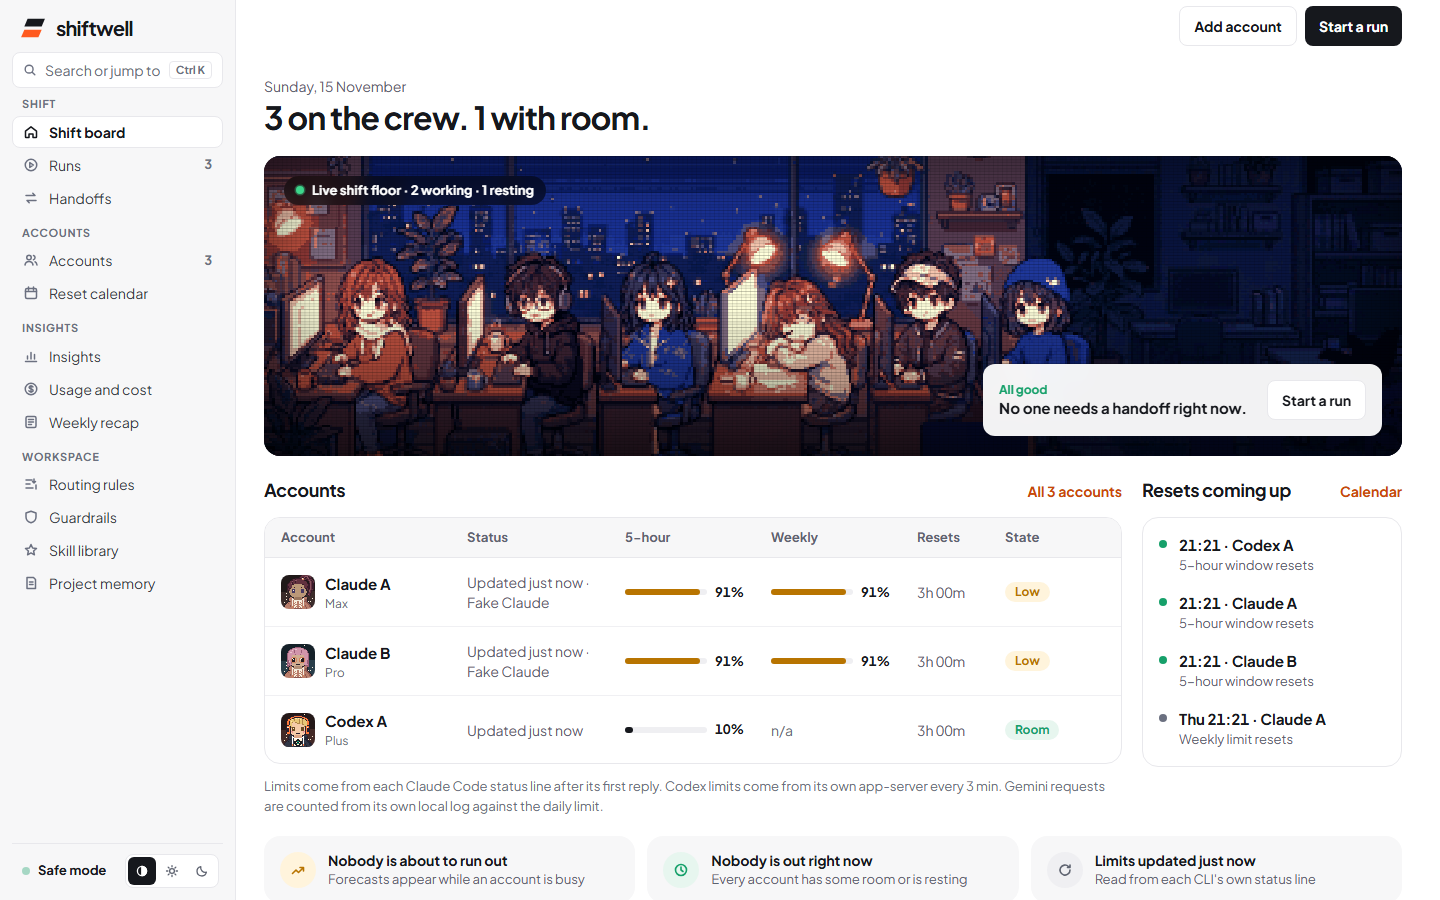 shiftwell
Search or jump to
Ctrl K
SHIFT
Shift board
Runs 3
Handoffs
ACCOUNTS
Accounts 3
Reset calendar
INSIGHTS
Insights
Usage and cost
Weekly recap
WORKSPACE
Routing rules
Guardrails
Skill library
Project memory
Safe mode
Add account
Start a run
Sunday, 15 November
3 on the crew. 1 with room.
Live shift floor · 2 working · 1 resting
All good
No one needs a handoff right now.
Start a run
Accounts
All 3 accounts
Account Status 5-hour Weekly Resets State
Claude A
Max
Updated just now ·
Fake Claude
91% 91% 3h 00m Low
Claude B
Pro
Updated just now ·
Fake Claude
91% 91% 3h 00m Low
Codex A
Plus
Updated just now
10% n/a 3h 00m Room
Limits come from each Claude Code status line after its first reply. Codex limits come from its own app-server every 3 min. Gemini requests
are counted from its own local log against the daily limit.
Resets coming up
Calendar
21:21 · Codex A
5-hour window resets
21:21 · Claude A
5-hour window resets
21:21 · Claude B
5-hour window resets
Thu 21:21 · Claude A
Weekly limit resets
Nobody is about to run out
Forecasts appear while an account is busy
Nobody is out right now
Every account has some room or is resting
Limits updated just now
Read from each CLI's own status line